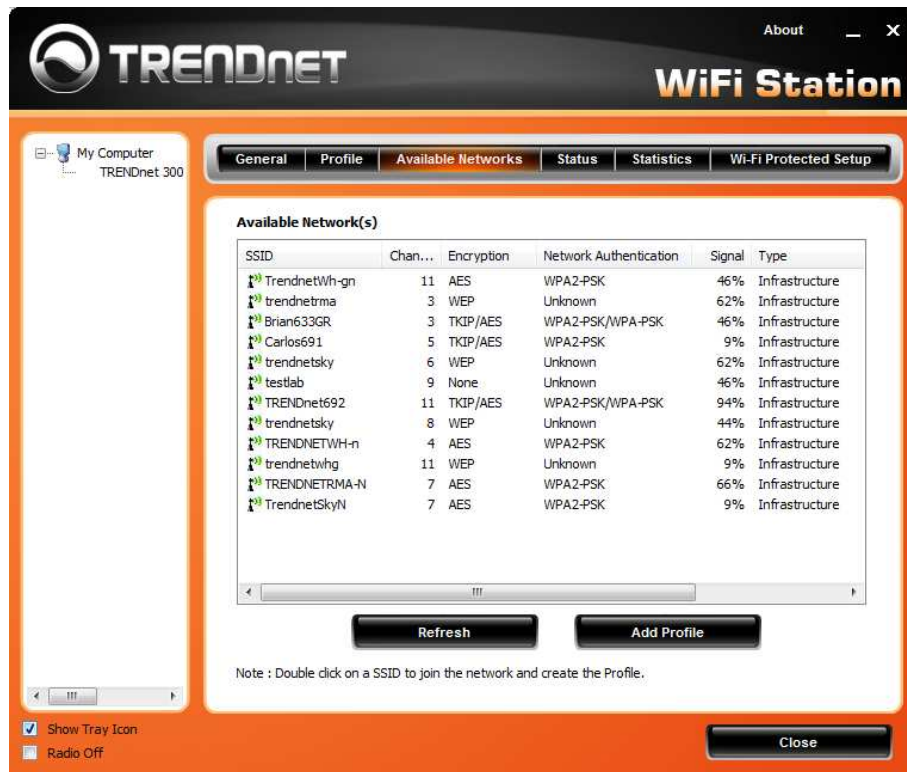 About
TRENDnet
WiFi Station
My Computer
TRENDnet 300
General Profile Available Networks Status Statistics Wi-Fi Protected Setup
Available Network(s)
SSID Chan... Encryption Network Authentication Signal Type
TrendnetWh-gn 11 AES WPA2-PSK 46% Infrastructure
trendnetrma 3 WEP Unknown 62% Infrastructure
Brian633GR 3 TKIP/AES WPA2-PSK/WPA-PSK 46% Infrastructure
Carlos691 5 TKIP/AES WPA2-PSK 9% Infrastructure
trendnetsky 6 WEP Unknown 62% Infrastructure
testlab 9 None Unknown 46% Infrastructure
TRENDnet692 11 TKIP/AES WPA2-PSK/WPA-PSK 94% Infrastructure
trendnetsky 8 WEP Unknown 44% Infrastructure
TRENDNETWH-n 4 AES WPA2-PSK 62% Infrastructure
trendnetwhg 11 WEP Unknown 9% Infrastructure
TRENDNETRMA-N 7 AES WPA2-PSK 66% Infrastructure
TrendnetSkyN 7 AES WPA2-PSK 9% Infrastructure
Refresh Add Profile
Note : Double click on a SSID to join the network and create the Profile.
Show Tray Icon
Radio Off
Close